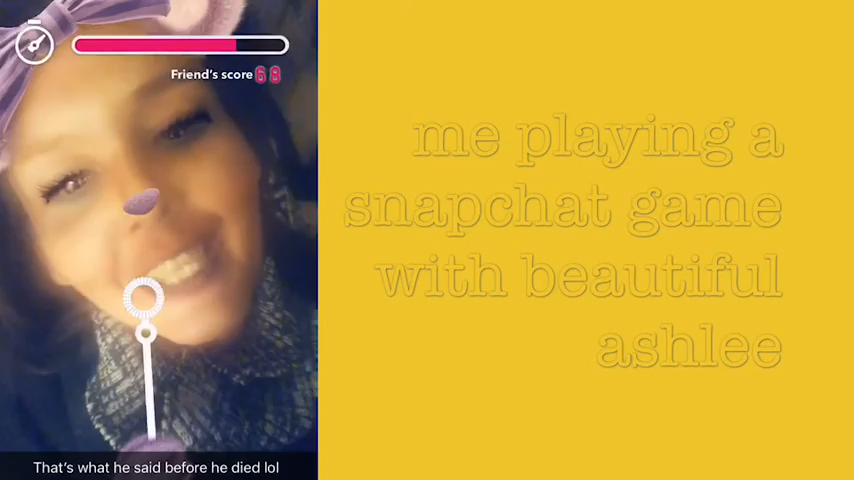 Friend's score 68
That's what he said before he died lol
me playing a
snapchat game
with beautiful
ashlee